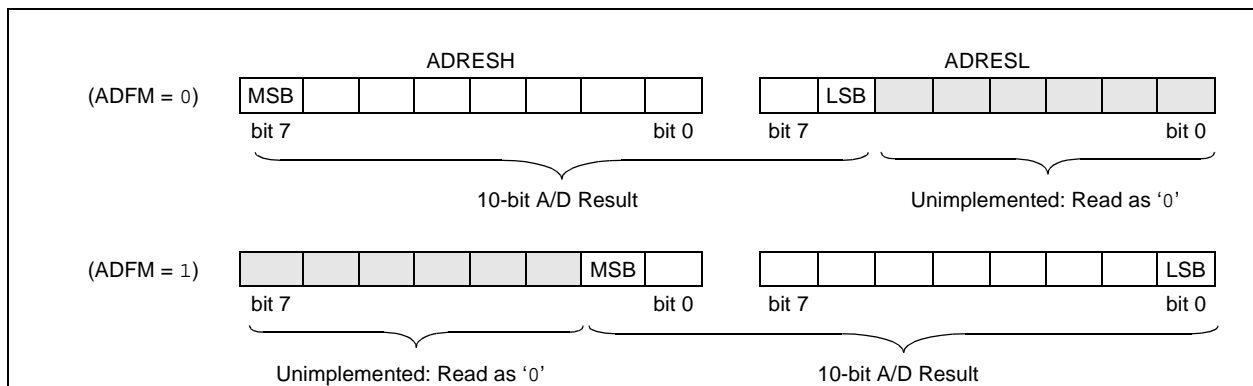 ADRESH ADRESL
(ADFM = 0) MSB LSB
bit 7 bit 0 bit 7 bit 0
10-bit A/D Result Unimplemented: Read as ‘0’
(ADFM = 1) MSB LSB
bit 7 bit 0 bit 7 bit 0
Unimplemented: Read as ‘0’ 10-bit A/D Result